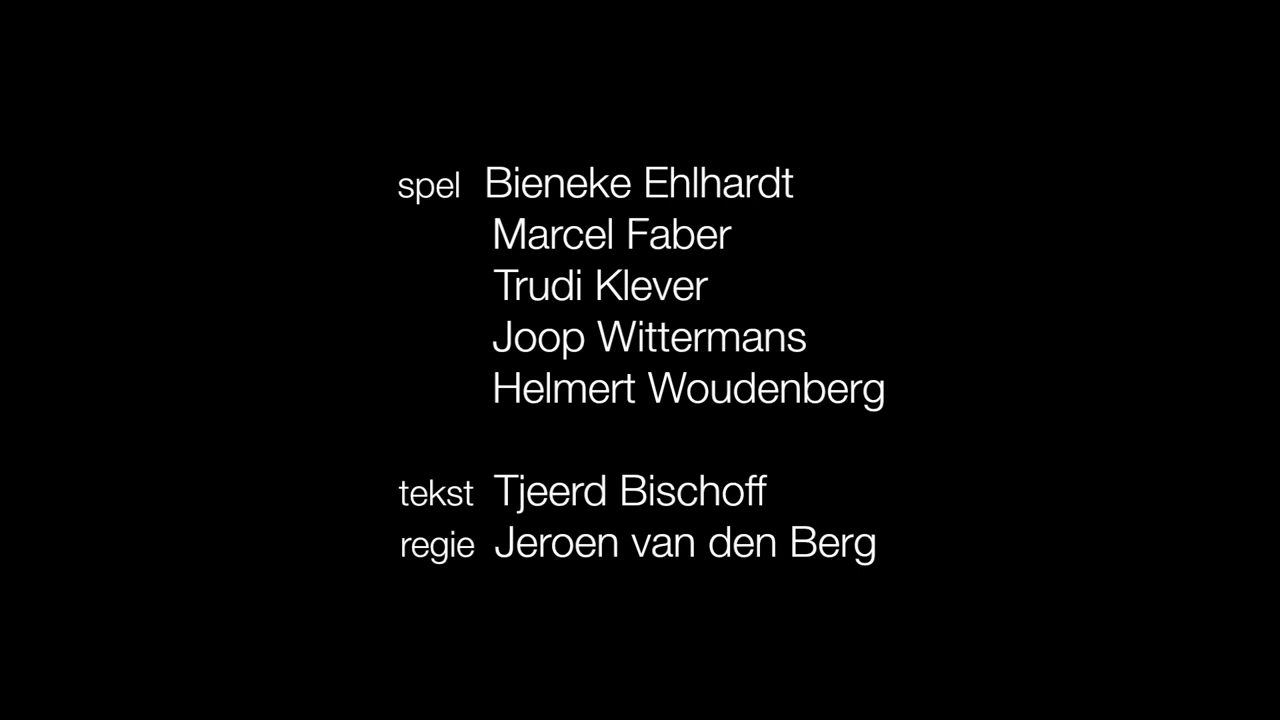 spel Bieneke Ehlhardt
Marcel Faber
Trudi Klever
Joop Wittermans
Helmert Woudenberg
tekst Tjeerd Bischoff
regie Jeroen van den Berg